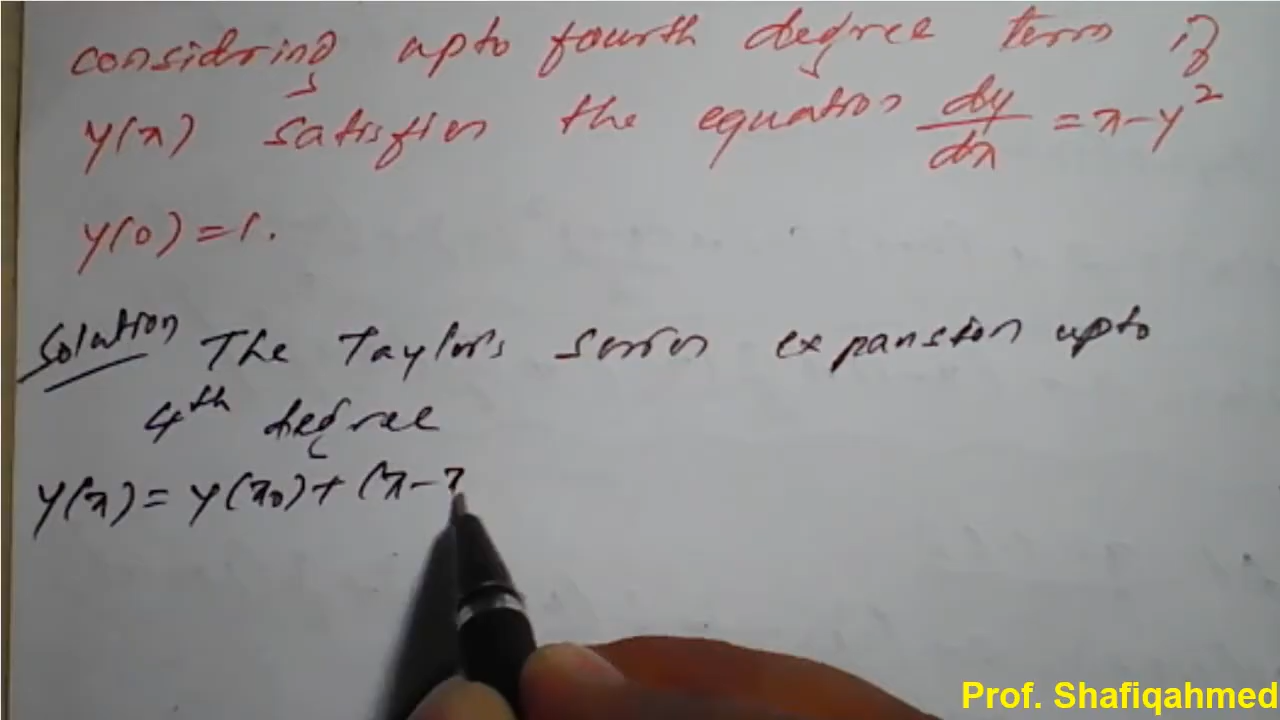 considering upto fourth degree term if
y(x) satisfies the equation dy/dx = x - y²
y(0) = 1.
Solution The Taylor's series expansion upto
4th degree
y(x) = y(x₀) + (x - x
Prof. Shafiqahmed